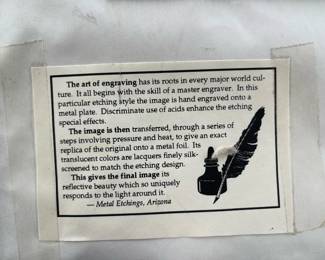 The art of engraving has its roots in every major world cul-
ture. It all begins with the skill of a master engraver. In this
particular etching style the image is hand engraved onto a
metal plate. Discriminate use of acids enhance the etching
special effects.
The image is then transferred, through a series of
steps involving pressure and heat, to give an exact
replica of the original onto a metal foil. Its
translucent colors are lacquers finely silk-
screened to match the etching design.
This gives the final image its
reflective beauty which so uniquely
responds to the light around it.
— Metal Etchings, Arizona